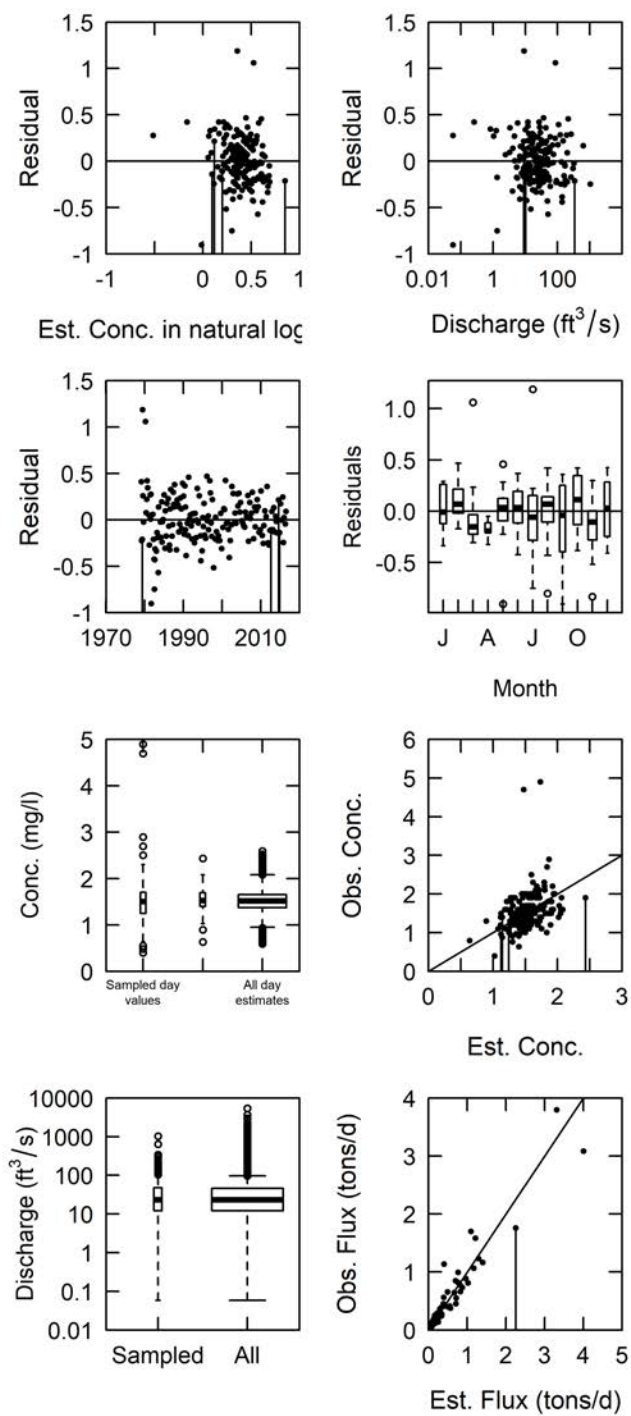 1.5
1
0.5
0
-0.5
-1
Residual
-1 0 0.5 1
Est. Conc. in natural log
1.5
1
0.5
0
-0.5
-1
Residual
0.01 1 100
Discharge (ft³/s)
1.5
1
0.5
0
-0.5
-1
Residual
1970 1990 2010
1.0
0.5
0.0
-0.5
Residuals
J A J O
Month
5
4
3
2
1
0
Conc. (mg/l)
Sampled day
values
All day
estimates
6
5
4
3
2
1
0
Obs. Conc.
0 1 2 3
Est. Conc.
10000
1000
100
10
1
0.1
0.01
Discharge (ft³/s)
Sampled All
4
3
2
1
0
Obs. Flux (tons/d)
0 1 2 3 4 5
Est. Flux (tons/d)